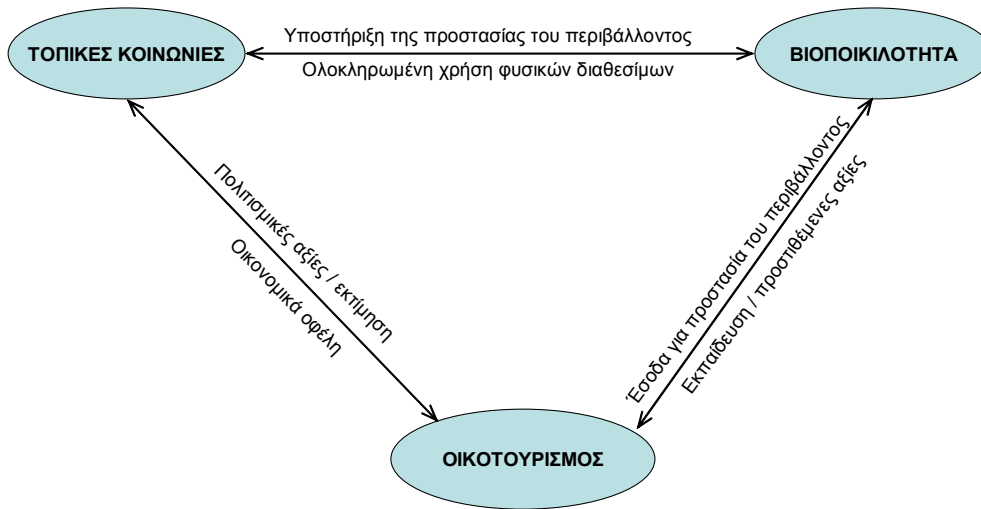 Υποστήριξη της προστασίας του περιβάλλοντος
ΤΟΠΙΚΕΣ ΚΟΙΝΩΝΙΕΣ
ΒΙΟΠΟΙΚΙΛΟΤΗΤΑ
Ολοκληρωμένη χρήση φυσικών διαθεσίμων
Πολιτισμικές αξίες / εκτίμηση
Οικονομικά οφέλη
Έσοδα για προστασία του περιβάλλοντος
Εκπαίδευση / προστιθέμενες αξίες
ΟΙΚΟΤΟΥΡΙΣΜΟΣ